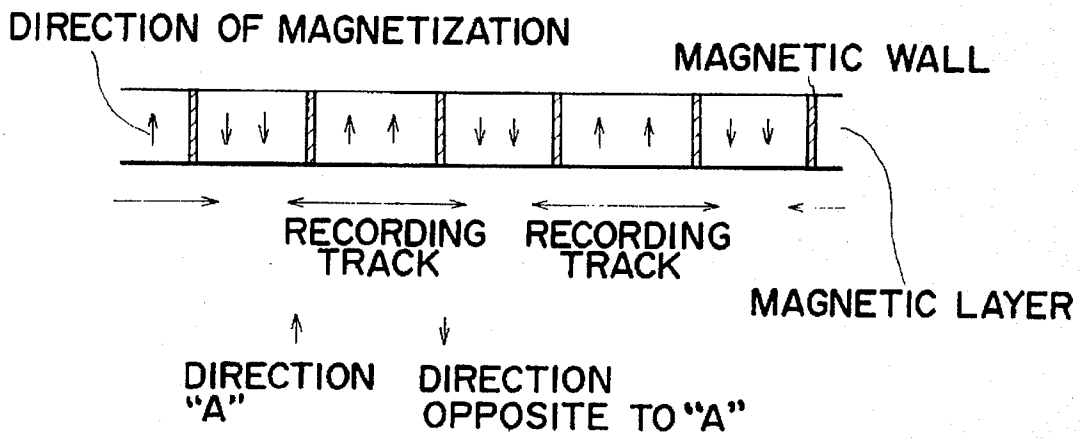 DIRECTION OF MAGNETIZATION
MAGNETIC WALL
RECORDING
TRACK
RECORDING
TRACK
MAGNETIC LAYER
DIRECTION
"A"
DIRECTION
OPPOSITE TO "A"